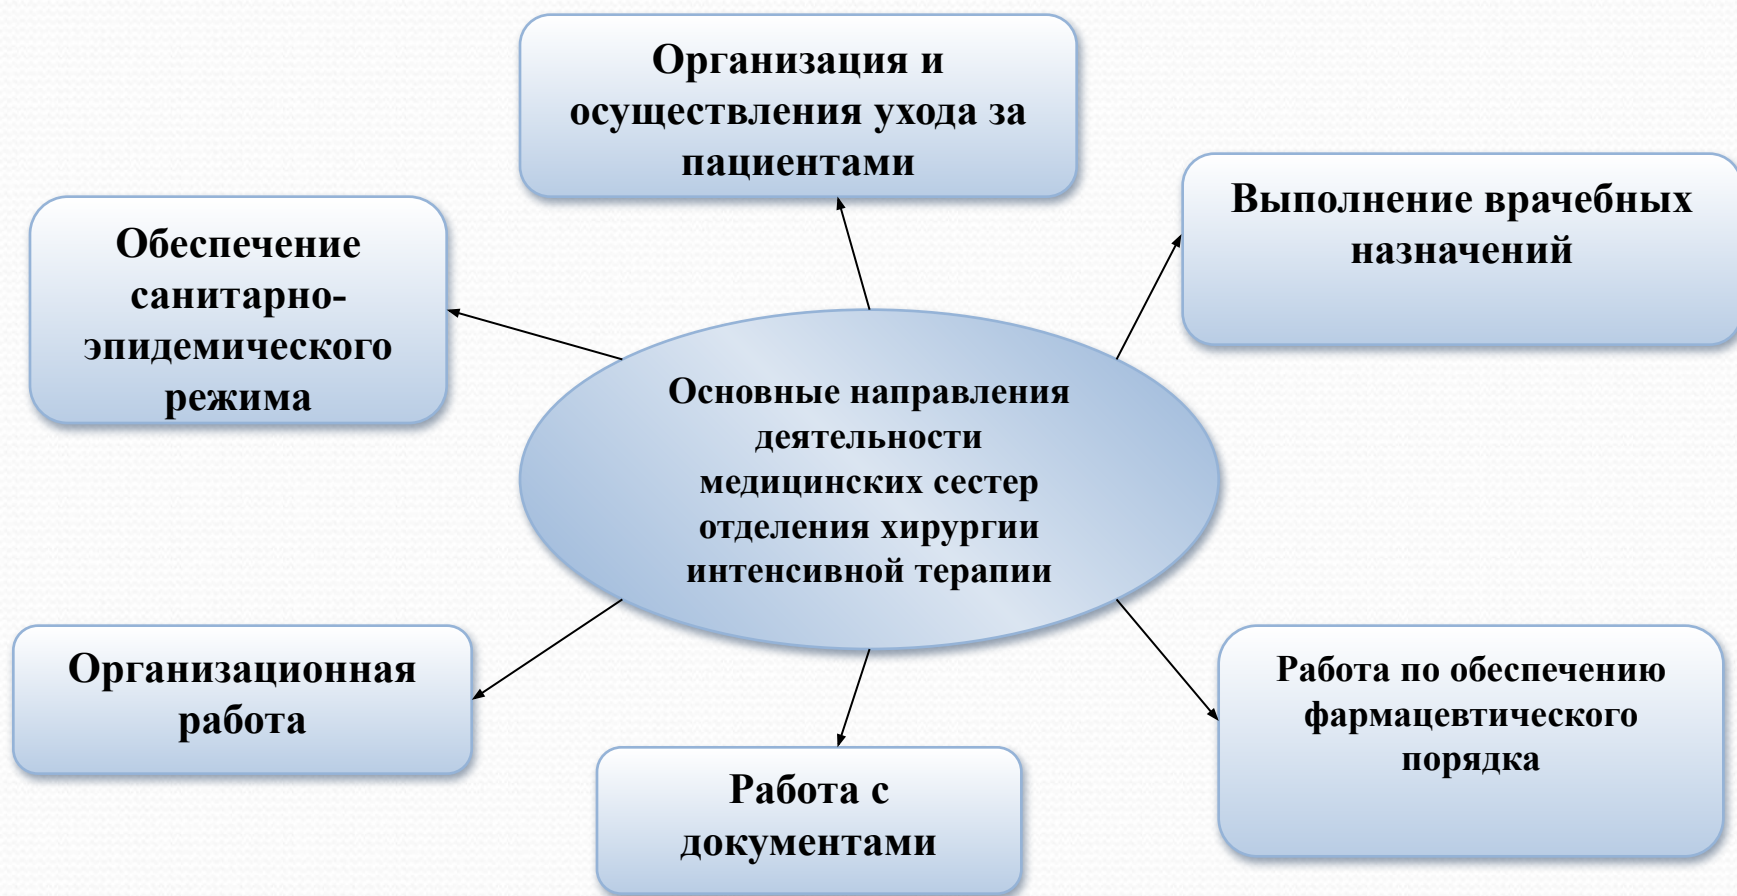 Организация и
осуществления ухода за
пациентами
Выполнение врачебных
назначений
Обеспечение
санитарно-
эпидемического
режима
Основные направления
деятельности
медицинских сестер
отделения хирургии
интенсивной терапии
Организационная
работа
Работа по обеспечению
фармацевтического
порядка
Работа с
документами